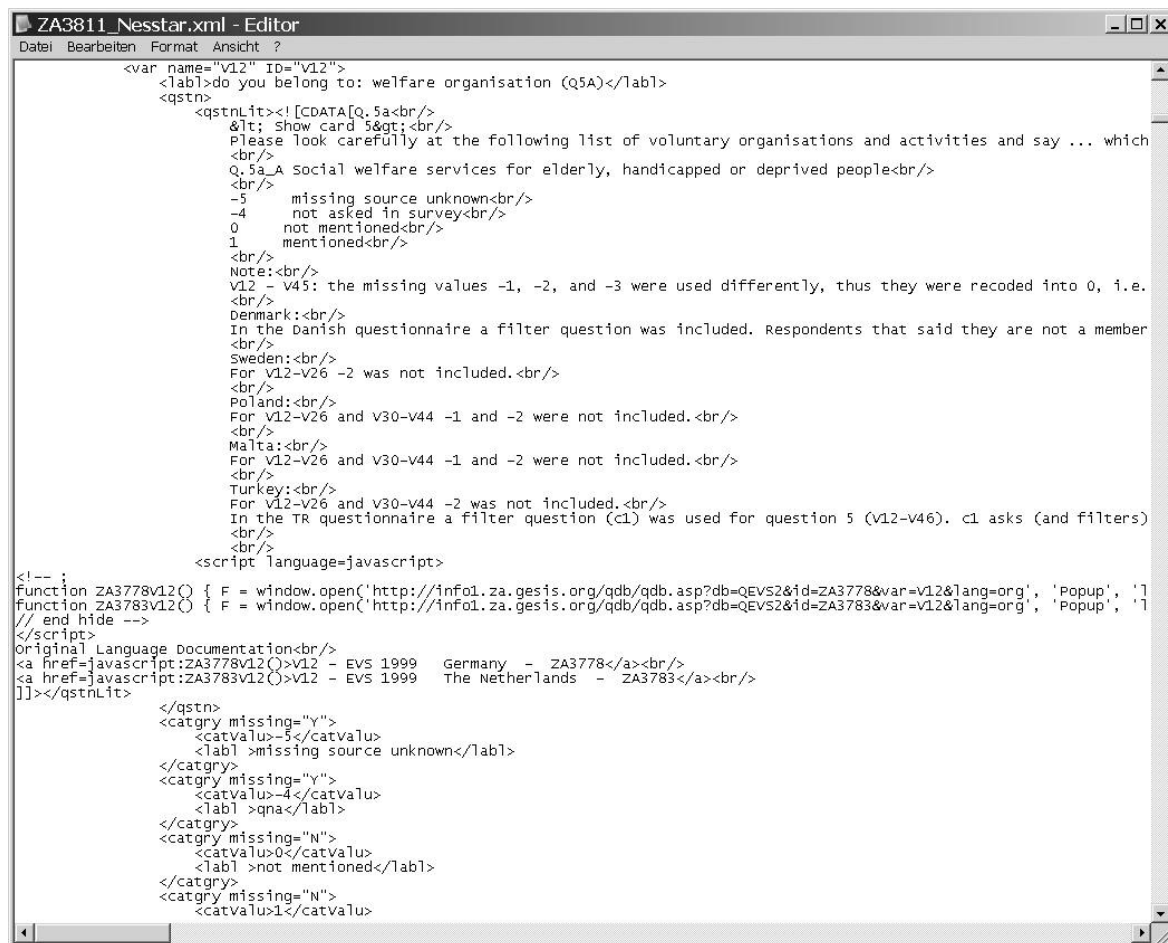 ZA3811_Nesstar.xml - Editor
Datei Bearbeiten Format Ansicht ?
<var name="V12" ID="V12">
<labl>do you belong to: welfare organisation (Q5A)</labl>
<qstn>
<qstnLit><![CDATA[Q.5a<br/>
&lt; Show card 5&gt;<br/>
Please look carefully at the following list of voluntary organisations and activities and say ... which
<br/>
Q.5a_A Social welfare services for elderly, handicapped or deprived people<br/>
<br/>
-5 missing source unknown<br/>
-4 not asked in survey<br/>
0 not mentioned<br/>
1 mentioned<br/>
<br/>
Note:<br/>
V12 - V45: the missing values -1, -2, and -3 were used differently, thus they were recoded into 0, i.e.
<br/>
Denmark:<br/>
In the Danish questionnaire a filter question was included. Respondents that said they are not a member
<br/>
Sweden:<br/>
For V12-V26 -2 was not included.<br/>
<br/>
Poland:<br/>
For V12-V26 and V30-V44 -1 and -2 were not included.<br/>
<br/>
Malta:<br/>
For V12-V26 and V30-V44 -1 and -2 were not included.<br/>
<br/>
Turkey:<br/>
For V12-V26 and V30-V44 -2 was not included.<br/>
In the TR questionnaire a filter question (c1) was used for question 5 (V12-V46). c1 asks (and filters)
<br/>
<br/>
<script language=javascript>
<!-- ;
function ZA3778V12() { F = window.open('http://info1.za.gesis.org/qdb/qdb.asp?db=QEVS2&id=ZA3778&var=V12&lang=org', 'Popup', 'l
function ZA3783V12() { F = window.open('http://info1.za.gesis.org/qdb/qdb.asp?db=QEVS2&id=ZA3783&var=V12&lang=org', 'Popup', 'l
// end hide -->
</script>
Original Language Documentation<br/>
<a href=javascript:ZA3778V12()>V12 - EVS 1999 Germany - ZA3778</a><br/>
<a href=javascript:ZA3783V12()>V12 - EVS 1999 The Netherlands - ZA3783</a><br/>
]]></qstnLit>
</qstn>
<catgry missing="Y">
<catValu>-5</catValu>
<labl >missing source unknown</labl>
</catgry>
<catgry missing="Y">
<catValu>-4</catValu>
<labl >qna</labl>
</catgry>
<catgry missing="N">
<catValu>0</catValu>
<labl >not mentioned</labl>
</catgry>
<catgry missing="N">
<catValu>1</catValu>